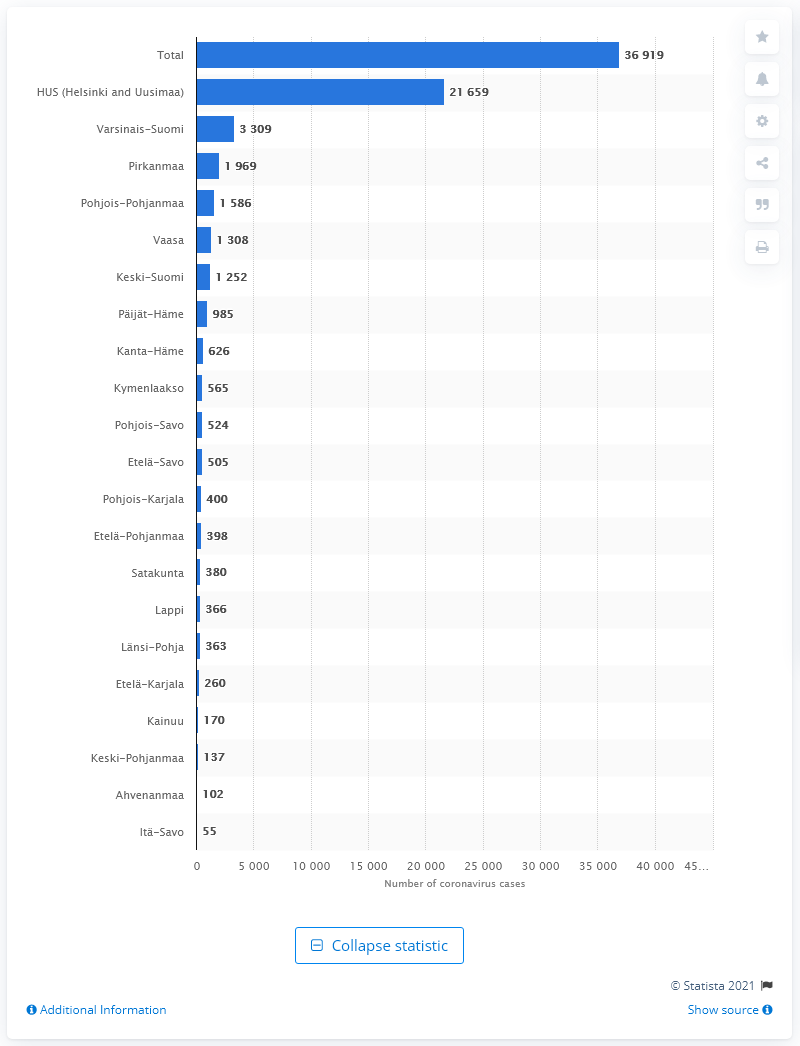 Total 36 919
HUS (Helsinki and Uusimaa) 21 659
Varsinais-Suomi 3 309
Pirkanmaa 1 969
Pohjois-Pohjanmaa 1 586
Vaasa 1 308
Keski-Suomi 1 252
Päijät-Häme 985
Kanta-Häme 626
Kymenlaakso 565
Pohjois-Savo 524
Etelä-Savo 505
Pohjois-Karjala 400
Etelä-Pohjanmaa 398
Satakunta 380
Lappi 366
Länsi-Pohja 363
Etelä-Karjala 260
Kainuu 170
Keski-Pohjanmaa 137
Ahvenanmaa 102
Itä-Savo 55
0 5 000 10 000 15 000 20 000 25 000 30 000 35 000 40 000 45…
Number of coronavirus cases
Collapse statistic
© Statista 2021
Additional Information Show source